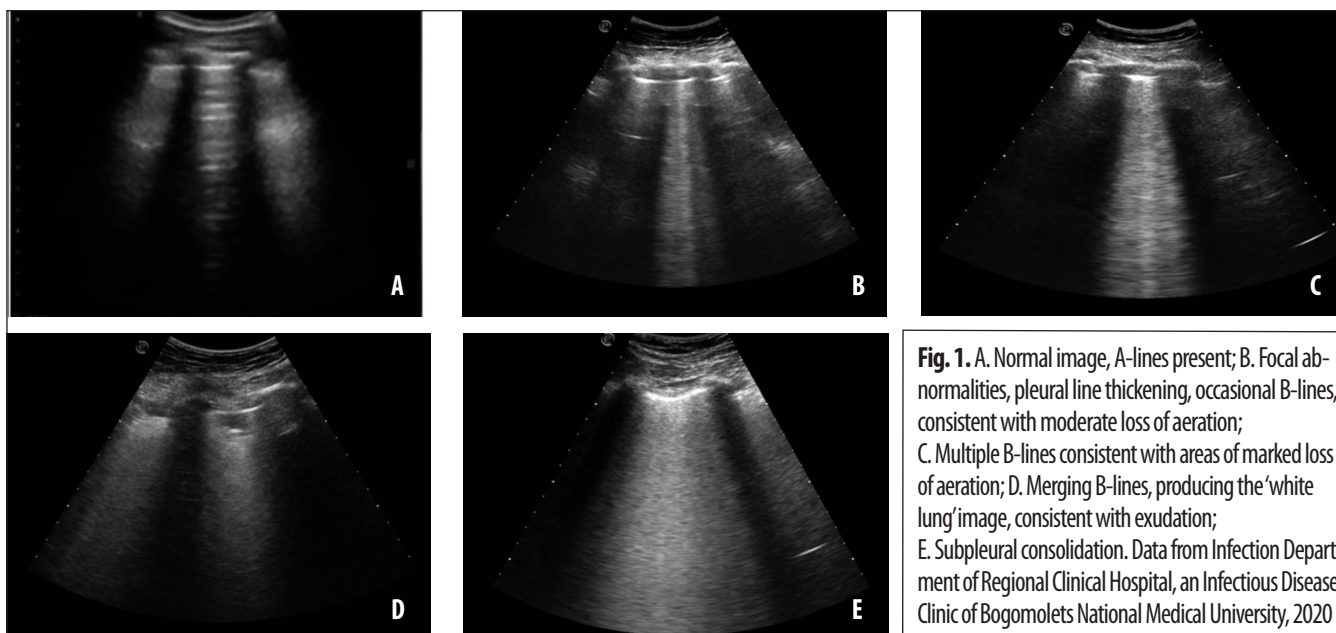 A
B
C
D
E
Fig. 1. A. Normal image, A-lines present; B. Focal ab-
normalities, pleural line thickening, occasional B-lines,
consistent with moderate loss of aeration;
C. Multiple B-lines consistent with areas of marked loss
of aeration; D. Merging B-lines, producing the ‘white
lung’ image, consistent with exudation;
E. Subpleural consolidation. Data from Infection Depart-
ment of Regional Clinical Hospital, an Infectious Disease
Clinic of Bogomolets National Medical University, 2020